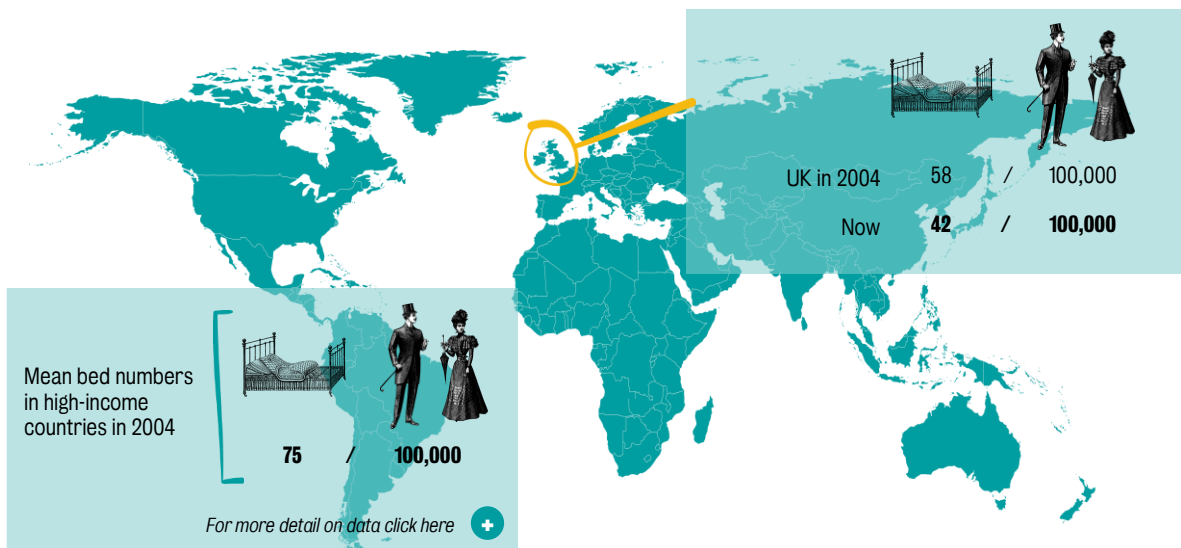 UK in 2004 58 / 100,000
Now 42 / 100,000
Mean bed numbers
in high-income
countries in 2004
75 / 100,000
For more detail on data click here